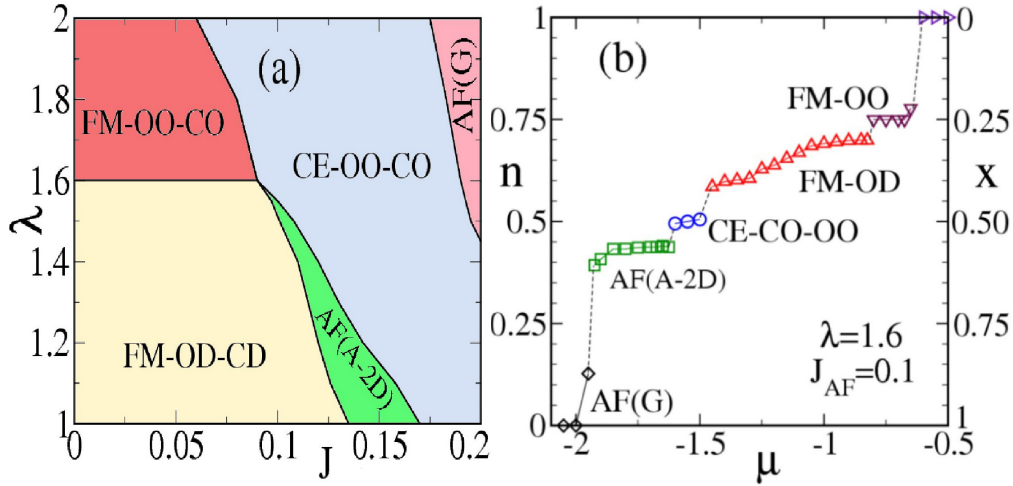 (a)
2
1.8
1.6
1.4
1.2
1
λ
FM-OO-CO
CE-OO-CO
AF(G)
FM-OD-CD
AF(A-2D)
0 0.05 0.1 0.15 0.2
J
(b)
n
1
0.75
0.5
0.25
0
x
0
0.25
0.50
0.75
1
FM-OO
FM-OD
CE-CO-OO
AF(A-2D)
AF(G)
λ=1.6
J_AF=0.1
-2 -1.5 -1 -0.5
μ